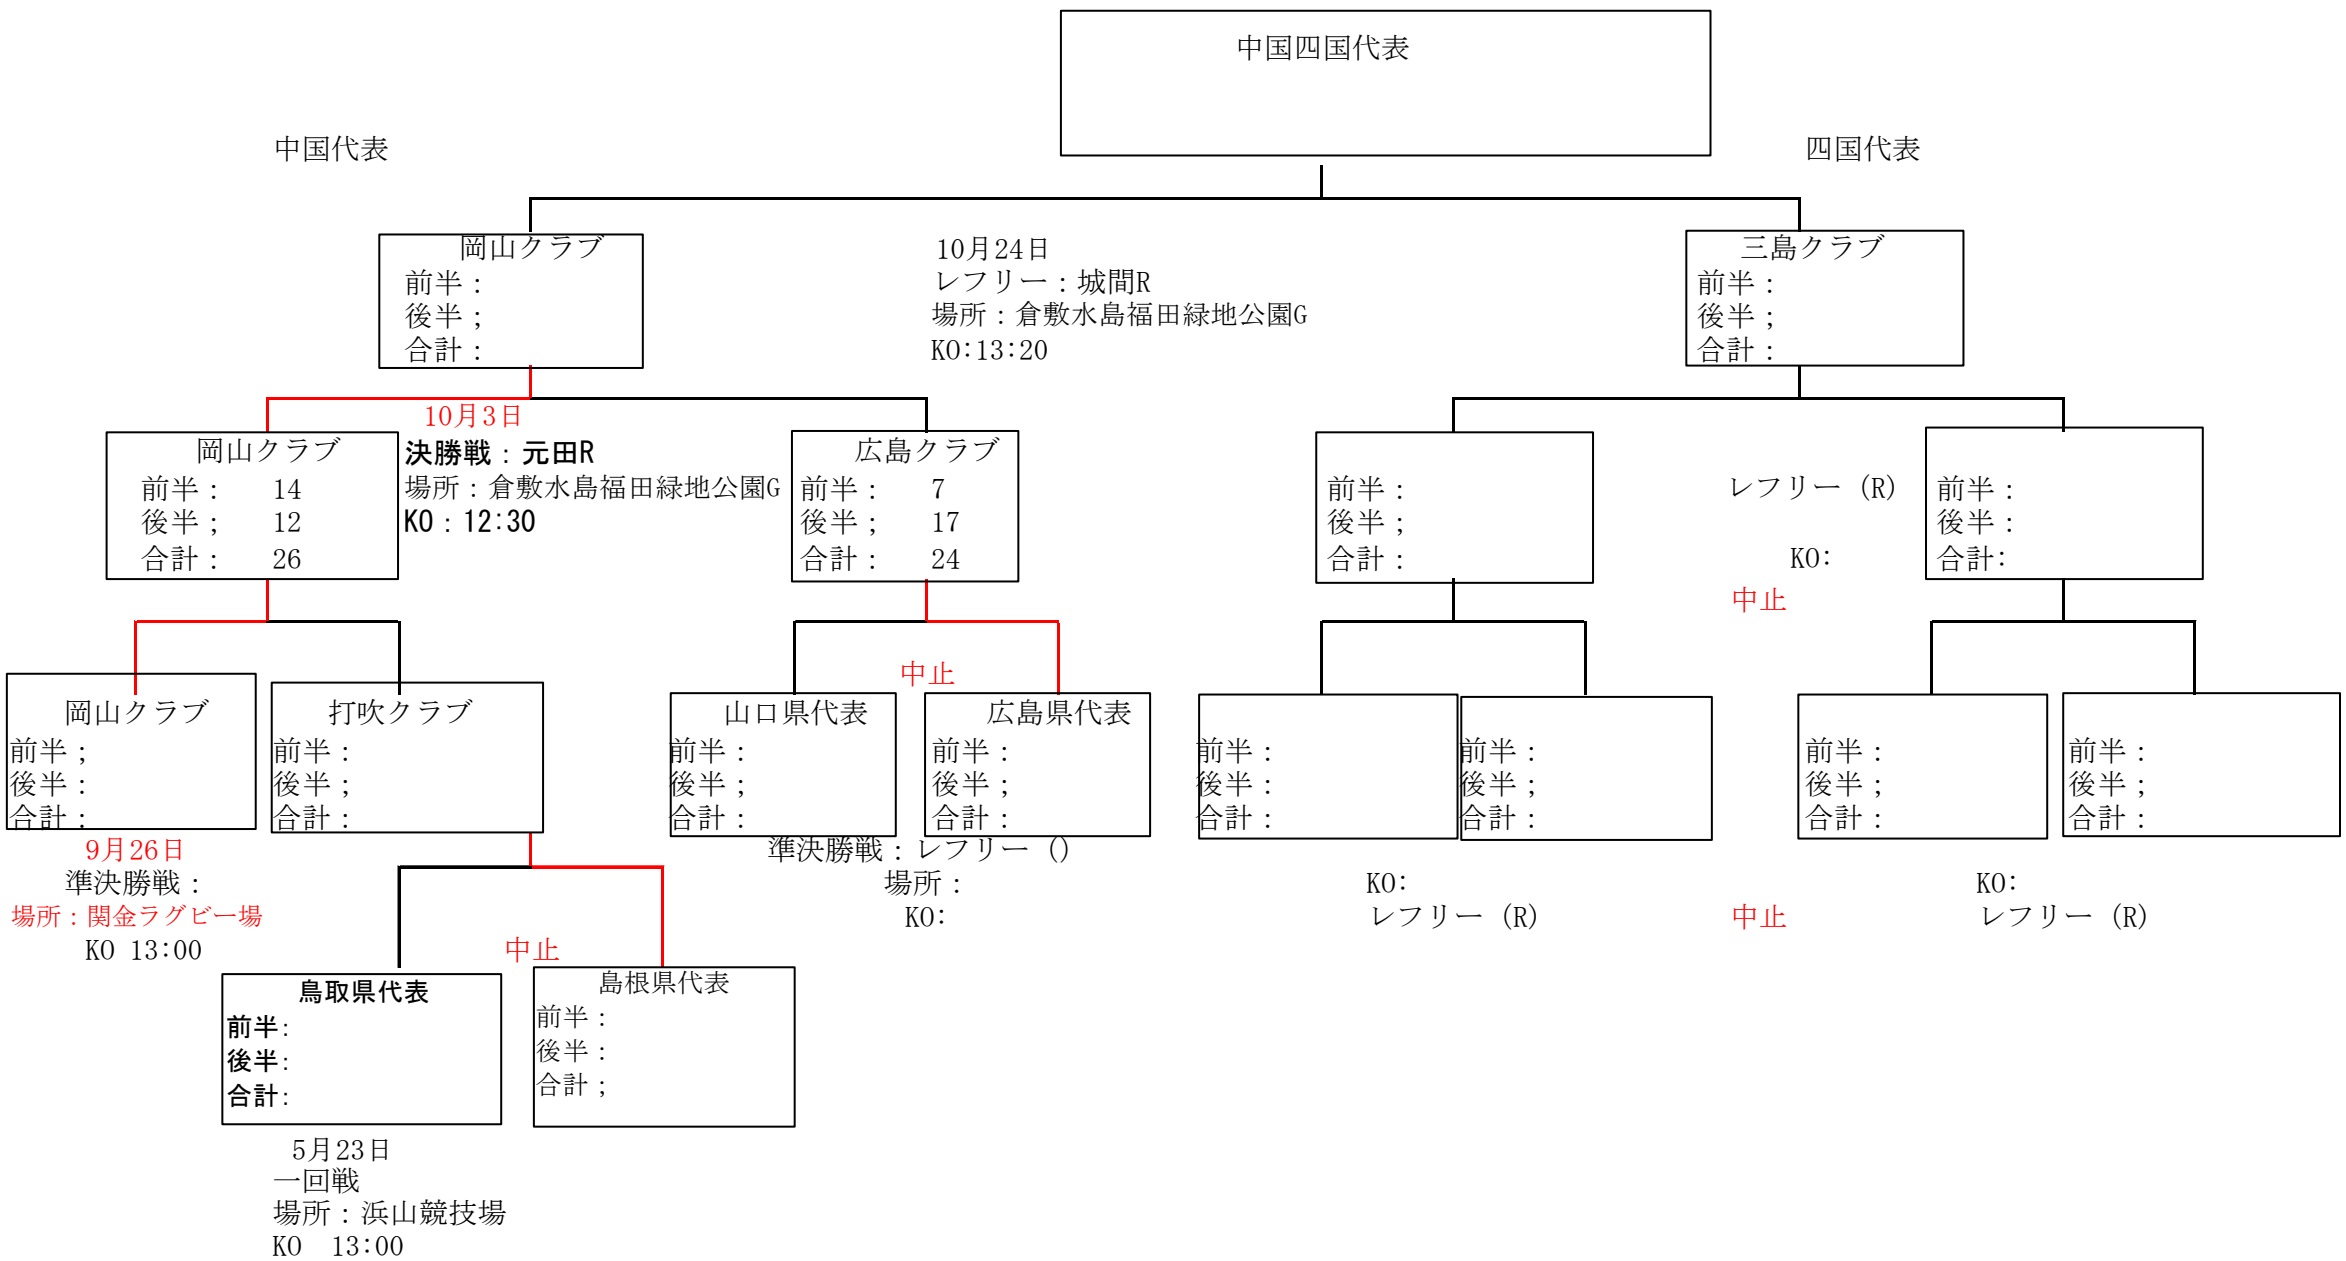 中国四国代表
中国代表
四国代表
岡山クラブ
前半：
後半；
合計：
10月24日
レフリー：城間R
場所：倉敷水島福田緑地公園G
KO:13:20
三島クラブ
前半：
後半；
合計：
10月3日
決勝戦：元田R
場所：倉敷水島福田緑地公園G
KO：12:30
岡山クラブ
前半： 14
後半； 12
合計： 26
広島クラブ
前半： 7
後半； 17
合計： 24
前半：
後半；
合計：
レフリー（R）
KO:
中止
前半：
後半：
合計：
岡山クラブ
前半；
後半：
合計：
打吹クラブ
前半：
後半；
合計：
中止
山口県代表
前半：
後半；
合計：
広島県代表
前半：
後半；
合計：
前半：
後半：
合計：
前半：
後半；
合計：
前半：
後半；
合計：
前半：
後半；
合計：
9月26日
準決勝戦：
場所：関金ラグビー場
KO 13:00
準決勝戦：レフリー（）
場所：
KO:
KO:
レフリー（R）
中止
KO:
レフリー（R）
中止
鳥取県代表
前半：
後半：
合計：
島根県代表
前半：
後半：
合計；
5月23日
一回戦
場所：浜山競技場
KO 13:00